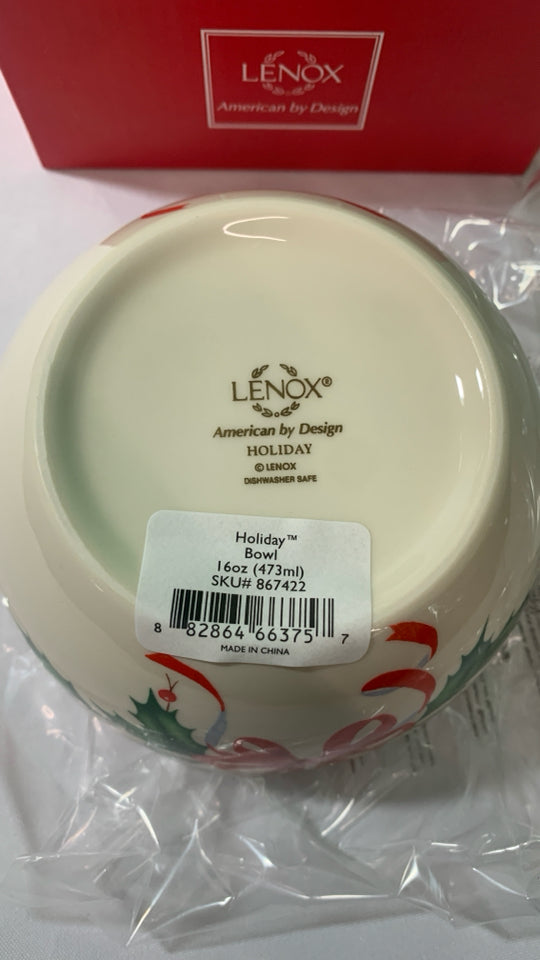 LENOX
American by Design
LENOX®
American by Design
HOLIDAY
© LENOX
DISHWASHER SAFE
Holiday™
Bowl
16oz (473ml)
SKU# 867422
8 82864 66375 7
MADE IN CHINA